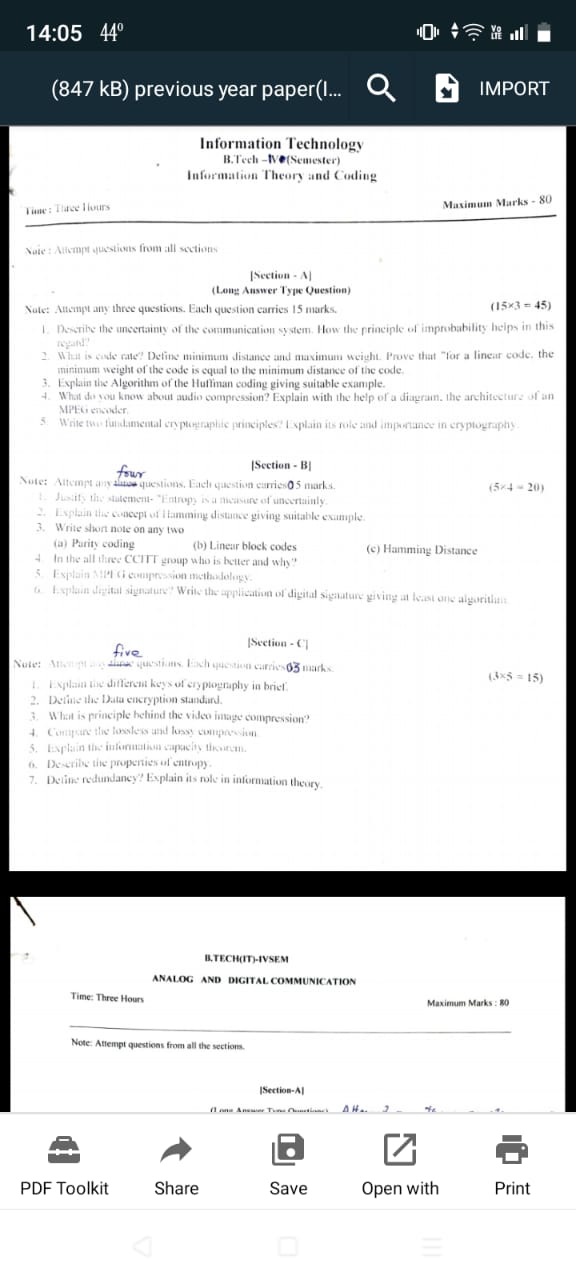 14:05 44°
(847 kB) previous year paper(I...
IMPORT
Information Technology
B.Tech -IV (Semester)
Information Theory and Coding
Time : Three Hours
Maximum Marks - 80
Note : Attempt questions from all sections
[Section - A]
(Long Answer Type Question)
Note: Attempt any three questions. Each question carries 15 marks.
(15×3 = 45)
1. Describe the uncertainty of the communication system. How the principle of improbability helps in this
regard?
2. What is code rate? Define minimum distance and maximum weight. Prove that "for a linear code, the
minimum weight of the code is equal to the minimum distance of the code.
3. Explain the Algorithm of the Huffman coding giving suitable example.
4. What do you know about audio compression? Explain with the help of a diagram, the architecture of an
MPEG encoder.
5 Write two fundamental cryptographic principles? Explain its role and importance in cryptography.
[Section - B]
four
Note: Attempt any three questions. Each question carries 05 marks.
(5×4 = 20)
1. Justify the statement- "Entropy is a measure of uncertainly.
2. Explain the concept of Hamming distance giving suitable example.
3. Write short note on any two
(a) Parity coding (b) Linear block codes (c) Hamming Distance
4. In the all three CCITT group who is better and why?
5. Explain MPEG compression methodology.
6. Explain digital signature? Write the application of digital signature giving at least one algorithm
[Section - C]
five
Note: Attempt any three questions. Each question carries 03 marks.
(3×5 = 15)
1. Explain the different keys of cryptography in brief.
2. Define the Data encryption standard.
3. What is principle behind the video image compression?
4. Compare the lossless and lossy compression.
5. Explain the information capacity theorem.
6. Describe the properties of entropy.
7. Define redundancy? Explain its role in information theory.
B.TECH(IT)-IVSEM
ANALOG AND DIGITAL COMMUNICATION
Time: Three Hours
Maximum Marks : 80
Note: Attempt questions from all the sections.
[Section-A]
PDF Toolkit
Share
Save
Open with
Print